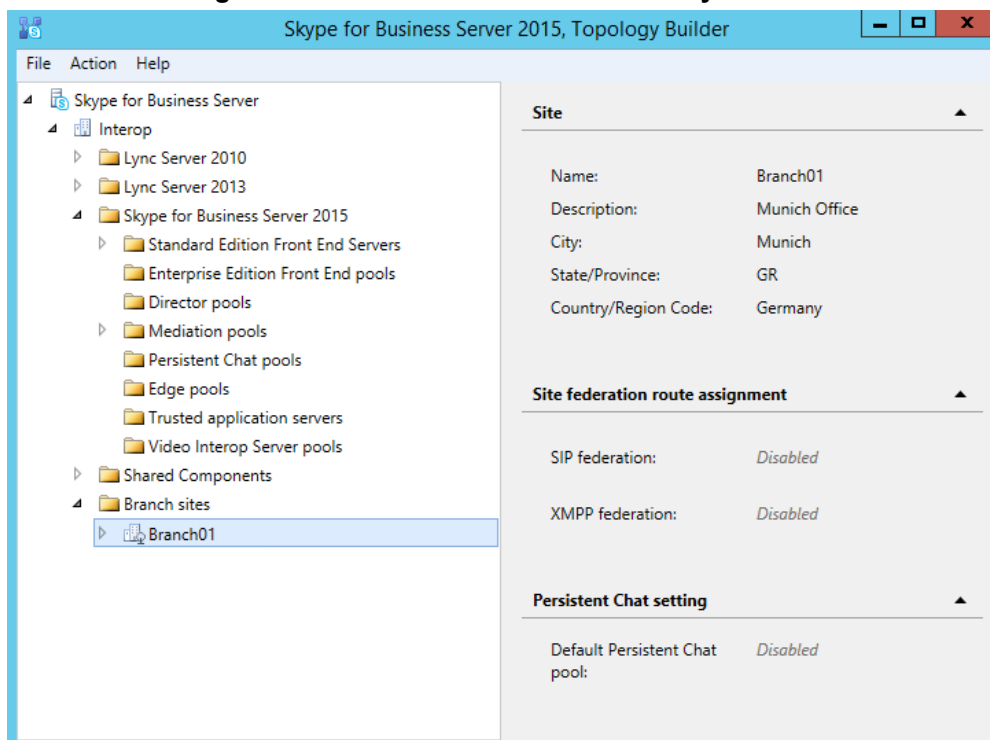 Skype for Business Server 2015, Topology Builder
File Action Help
Skype for Business Server
Interop
Lync Server 2010
Lync Server 2013
Skype for Business Server 2015
Standard Edition Front End Servers
Enterprise Edition Front End pools
Director pools
Mediation pools
Persistent Chat pools
Edge pools
Trusted application servers
Video Interop Server pools
Shared Components
Branch sites
Branch01
Site
Name: Branch01
Description: Munich Office
City: Munich
State/Province: GR
Country/Region Code: Germany
Site federation route assignment
SIP federation: Disabled
XMPP federation: Disabled
Persistent Chat setting
Default Persistent Chat Disabled
pool: